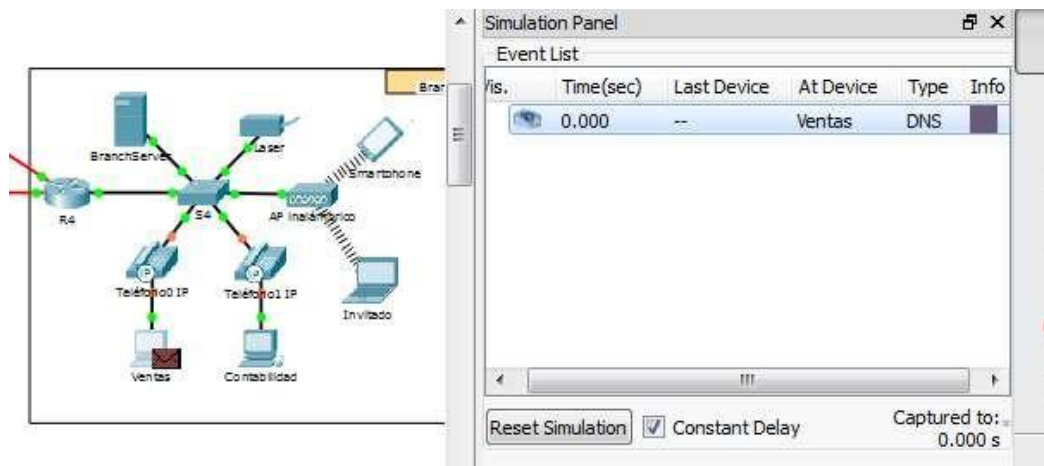 Simulation Panel
Event List
/is. Time(sec) Last Device At Device Type Info
0.000 -- Ventas DNS
Bran
BranchServer
Laser
Smartphone
R4
S4
AP Inalámbrico
Teléfono0 IP
Teléfono1 IP
Invitado
Ventas
Contabilidad
Reset Simulation Constant Delay Captured to:
0.000 s